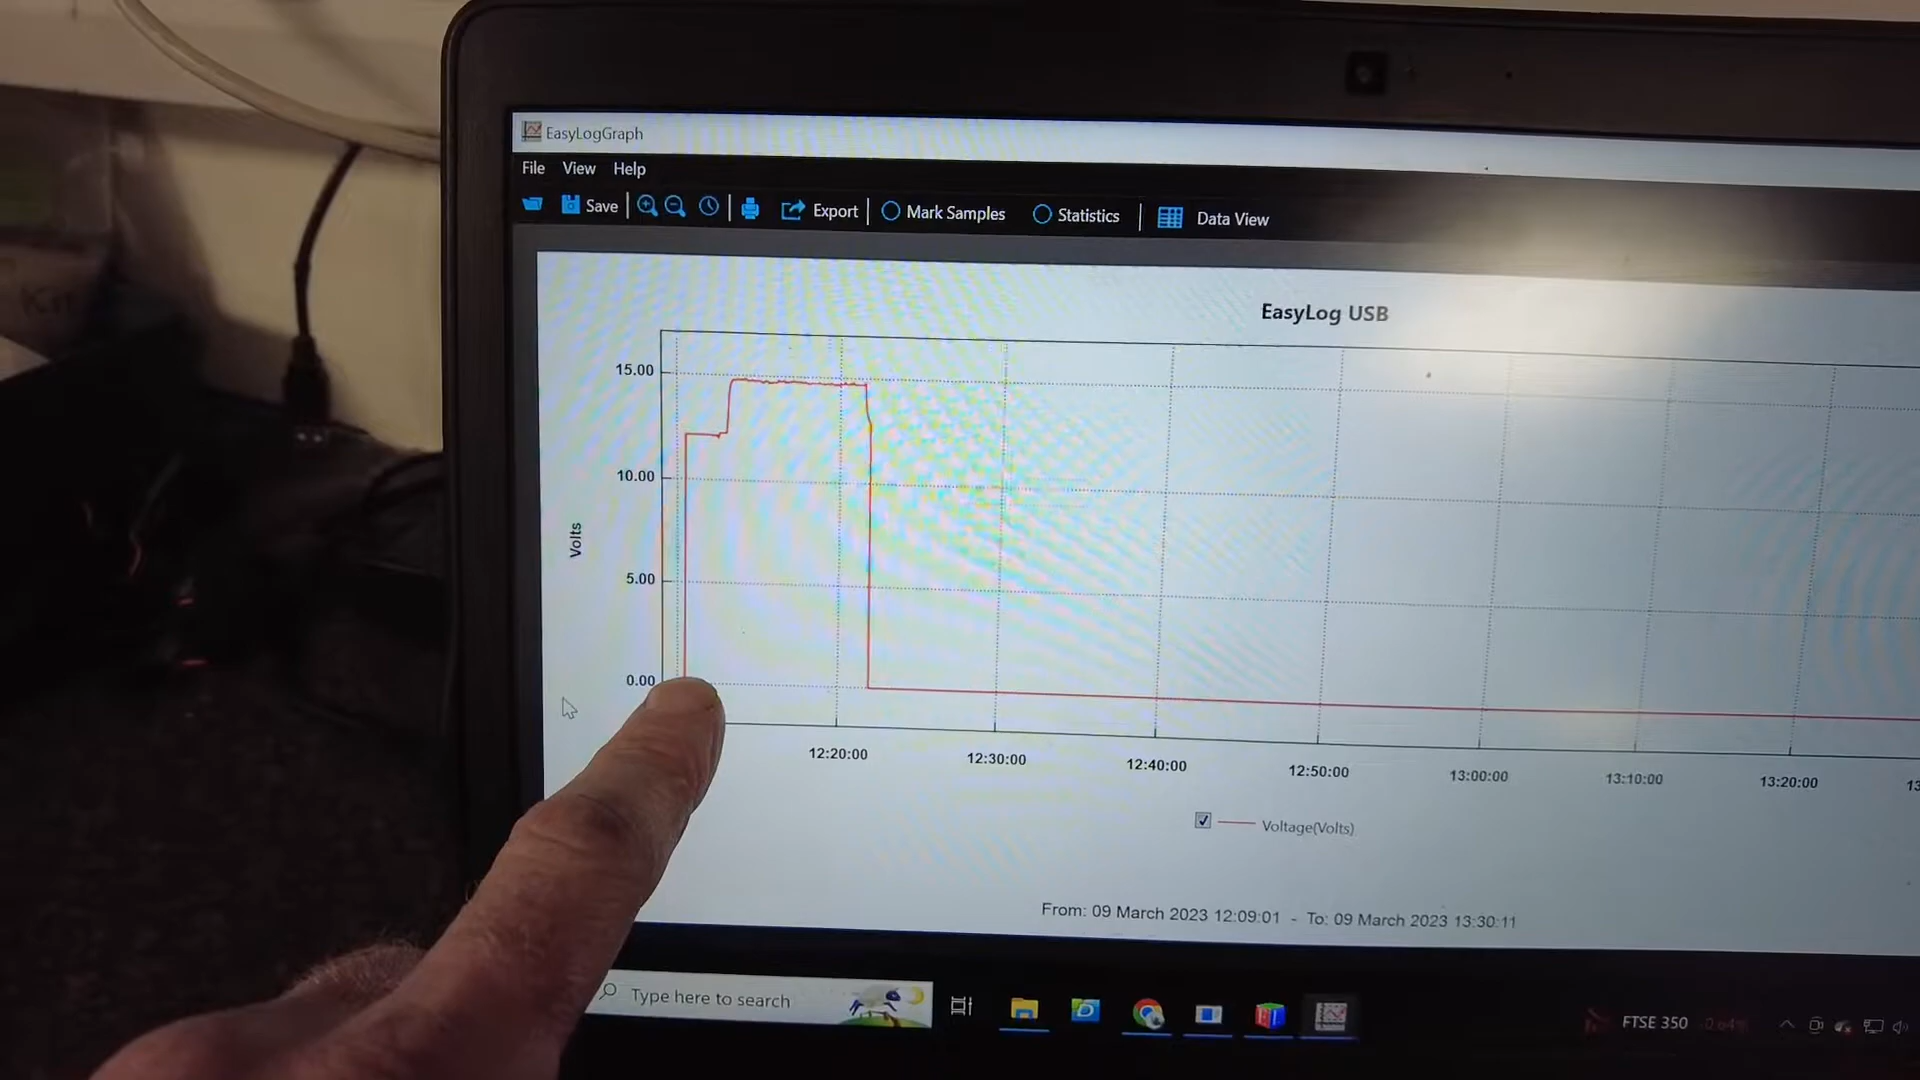 EasyLogGraph
File View Help
Save Export Mark Samples Statistics Data View
EasyLog USB
15.00
10.00
5.00
0.00
Volts
12:20:00 12:30:00 12:40:00 12:50:00 13:00:00 13:10:00 13:20:00
Voltage(Volts)
From: 09 March 2023 12:09:01 - To: 09 March 2023 13:30:11
Type here to search
FTSE 350
Kit